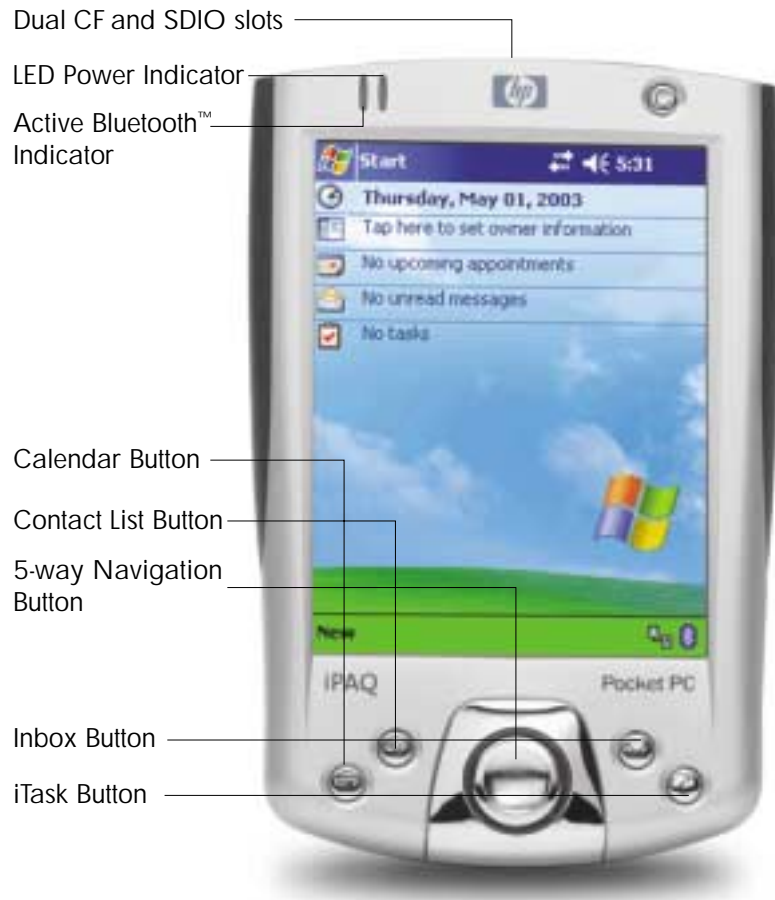 Dual CF and SDIO slots
LED Power Indicator
Active Bluetooth™
Indicator
hp
Start 5:31
Thursday, May 01, 2003
Tap here to set owner information
No upcoming appointments
No unread messages
No tasks
Calendar Button
Contact List Button
5-way Navigation
Button
New
iPAQ Pocket PC
Inbox Button
iTask Button